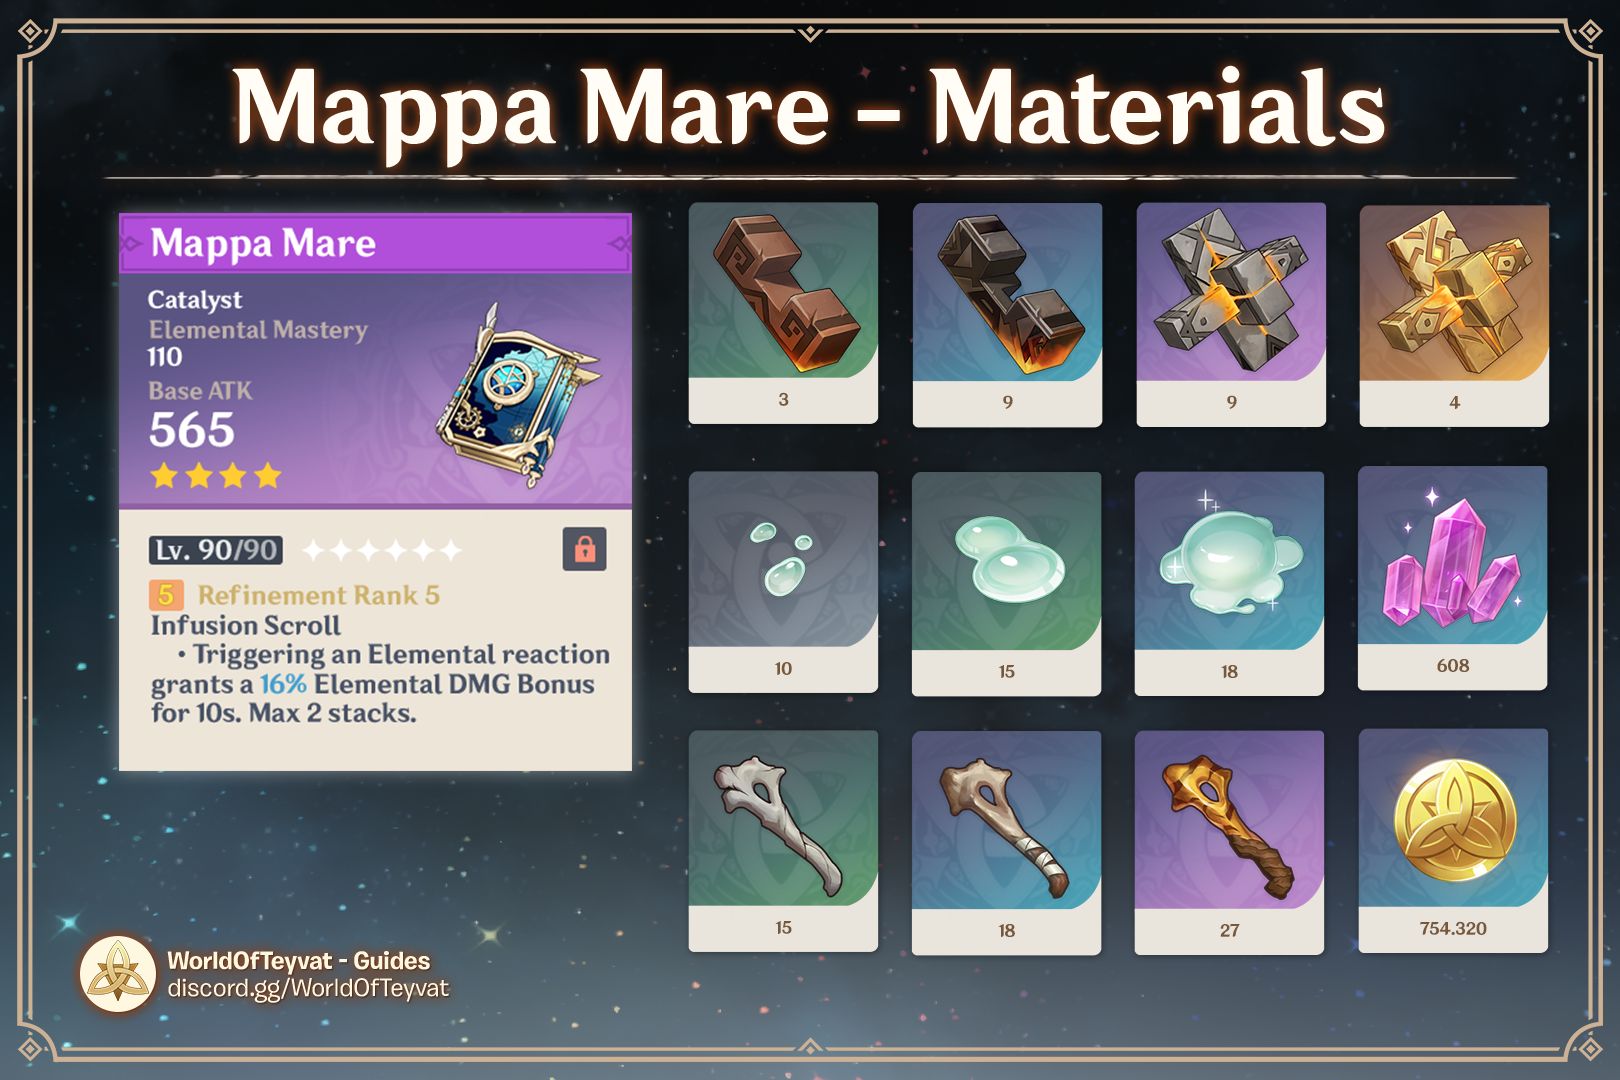 Mappa Mare – Materials
Mappa Mare
Catalyst
Elemental Mastery
110
Base ATK
565
Lv. 90/90
5 Refinement Rank 5
Infusion Scroll
• Triggering an Elemental reaction
grants a 16% Elemental DMG Bonus
for 10s. Max 2 stacks.
3
9
9
4
10
15
18
608
15
18
27
754.320
WorldOfTeyvat - Guides
discord.gg/WorldOfTeyvat